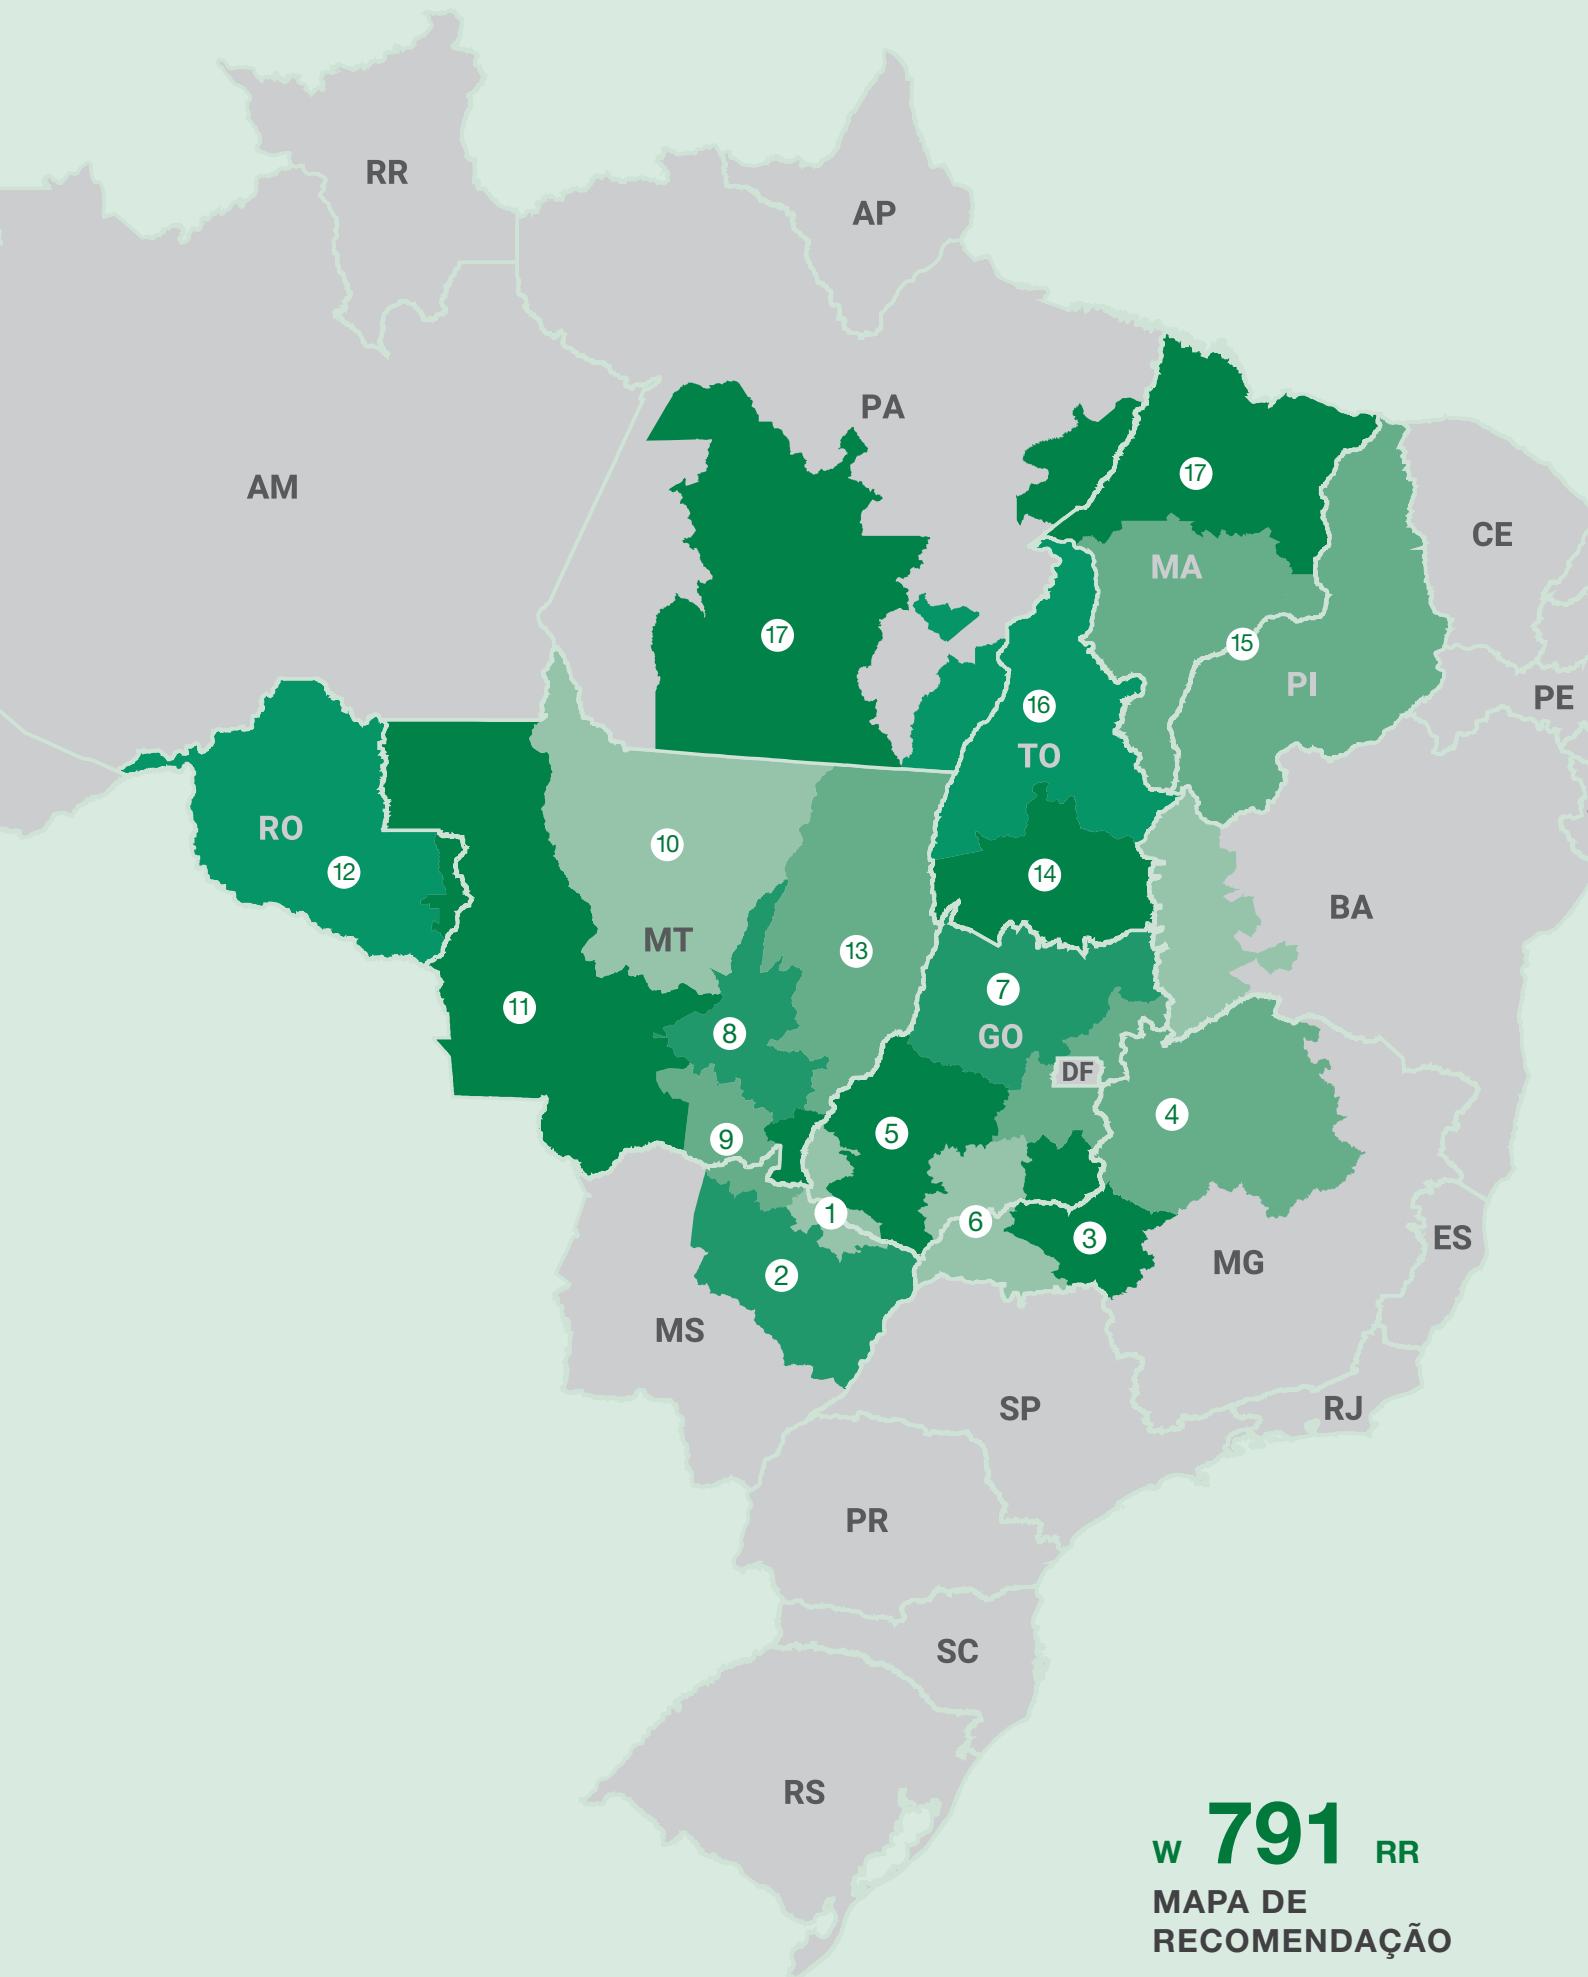 RR
AP
PA
AM
17
MA
CE
17
15
PI
PE
16
TO
RO
12
10
14
BA
MT
13
11
7
8
GO
DF
4
5
9
1
6
3
ES
2
MG
MS
SP
RJ
PR
SC
RS
W 791 RR
MAPA DE
RECOMENDAÇÃO